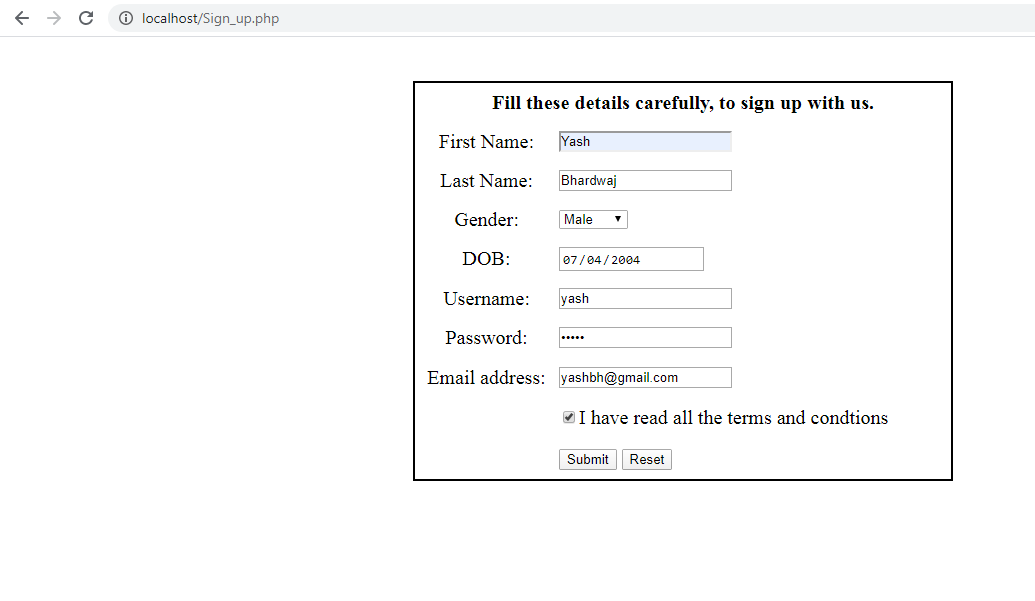 localhost/Sign_up.php
Fill these details carefully, to sign up with us.
First Name: Yash
Last Name: Bhardwaj
Gender: Male
DOB: 07/04/2004
Username: yash
Password: •••••
Email address: yashbh@gmail.com
I have read all the terms and condtions
Submit Reset